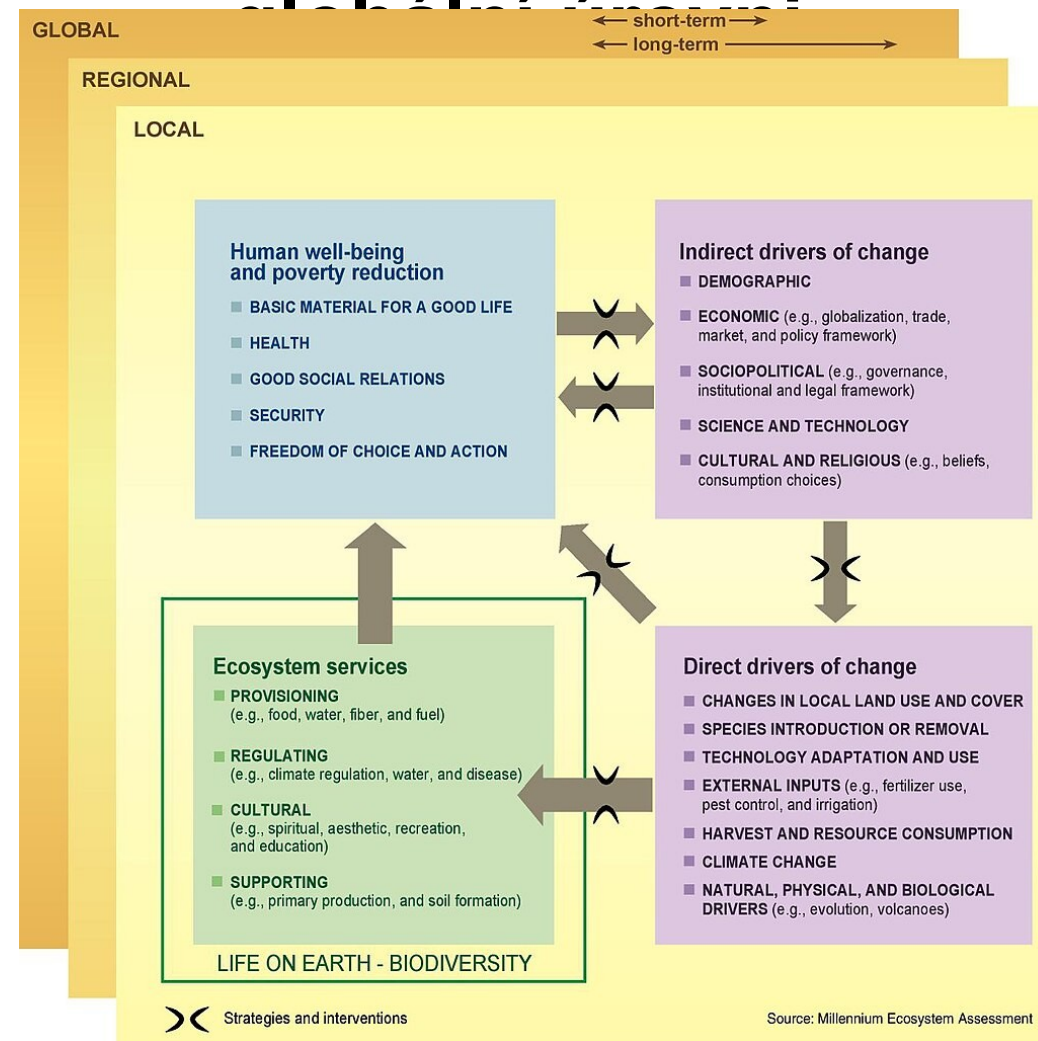 globální úrovni
GLOBAL
short-term
long-term
REGIONAL
LOCAL
Human well-being
and poverty reduction
BASIC MATERIAL FOR A GOOD LIFE
HEALTH
GOOD SOCIAL RELATIONS
SECURITY
FREEDOM OF CHOICE AND ACTION
Indirect drivers of change
DEMOGRAPHIC
ECONOMIC (e.g., globalization, trade,
market, and policy framework)
SOCIOPOLITICAL (e.g., governance,
institutional and legal framework)
SCIENCE AND TECHNOLOGY
CULTURAL AND RELIGIOUS (e.g., beliefs,
consumption choices)
Ecosystem services
PROVISIONING
(e.g., food, water, fiber, and fuel)
REGULATING
(e.g., climate regulation, water, and disease)
CULTURAL
(e.g., spiritual, aesthetic, recreation,
and education)
SUPPORTING
(e.g., primary production, and soil formation)
LIFE ON EARTH - BIODIVERSITY
Direct drivers of change
CHANGES IN LOCAL LAND USE AND COVER
SPECIES INTRODUCTION OR REMOVAL
TECHNOLOGY ADAPTATION AND USE
EXTERNAL INPUTS (e.g., fertilizer use,
pest control, and irrigation)
HARVEST AND RESOURCE CONSUMPTION
CLIMATE CHANGE
NATURAL, PHYSICAL, AND BIOLOGICAL
DRIVERS (e.g., evolution, volcanoes)
Strategies and interventions
Source: Millennium Ecosystem Assessment